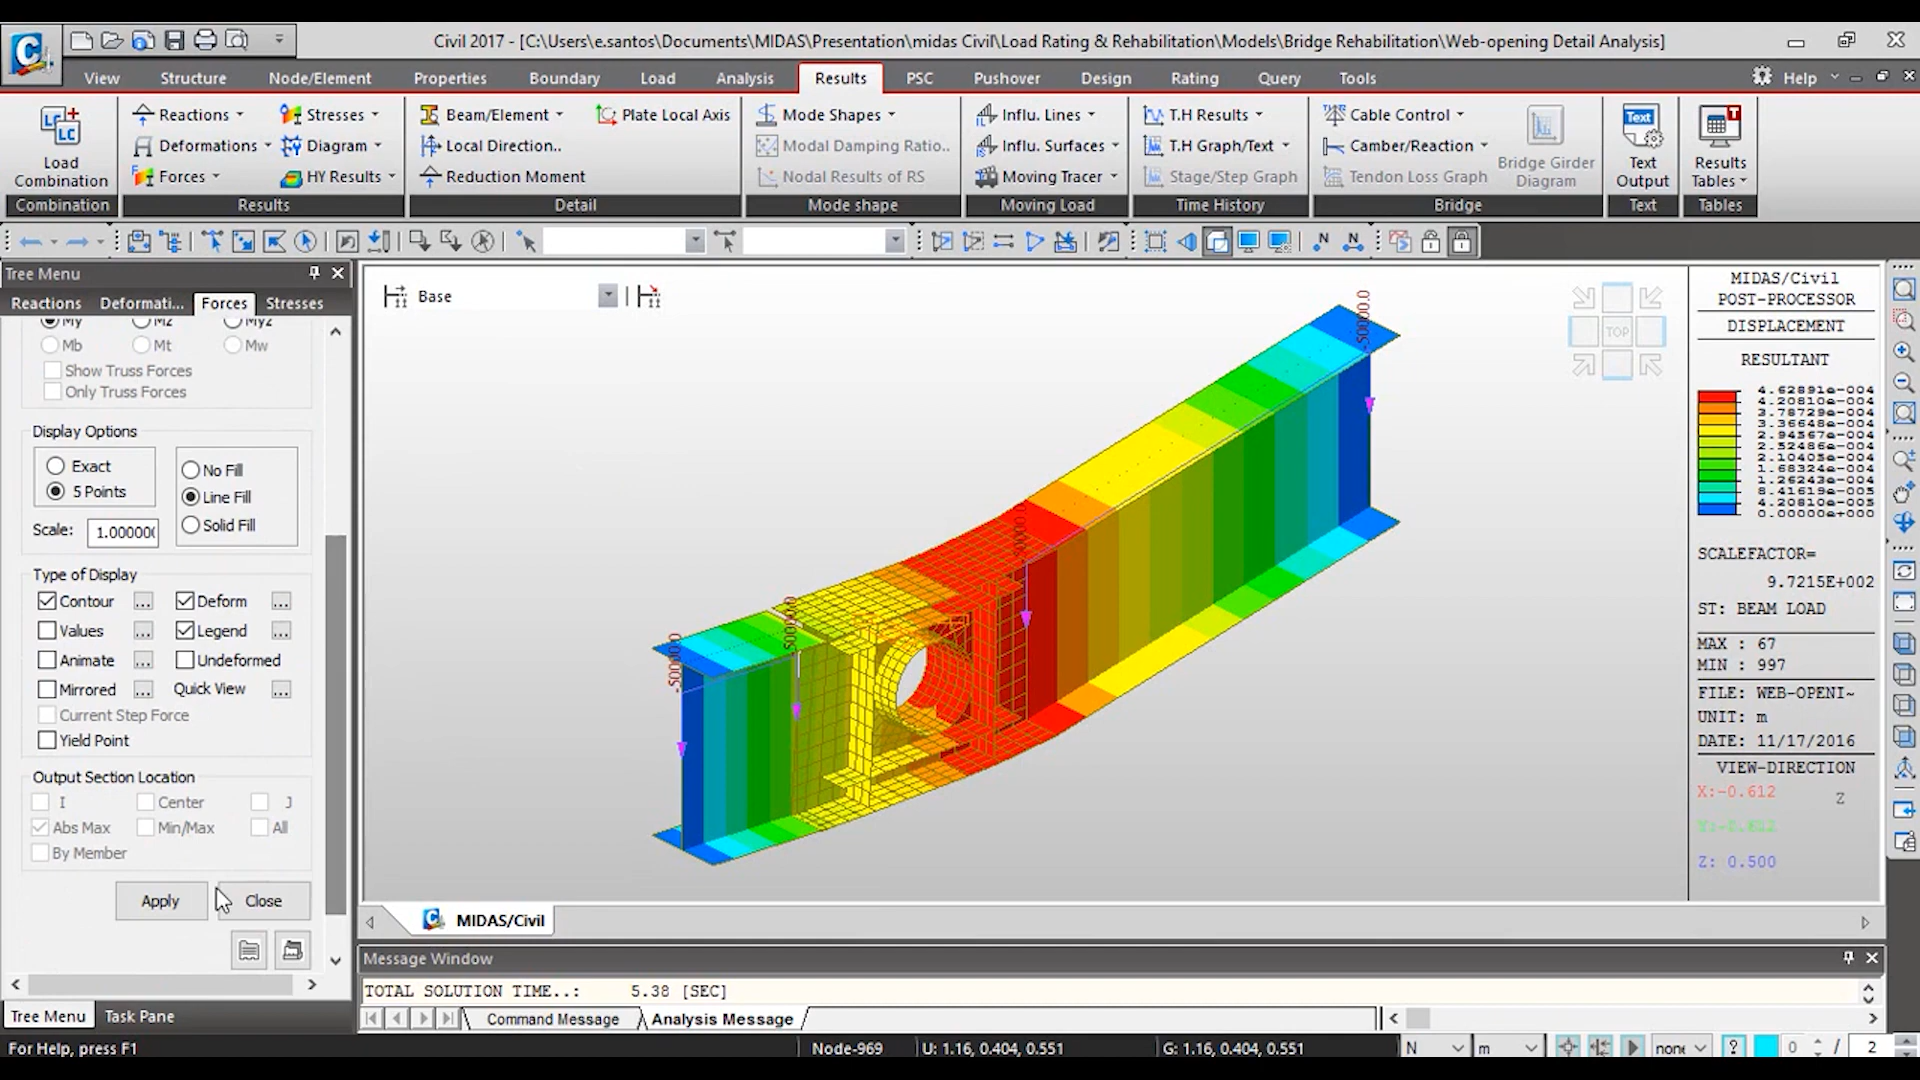 Civil 2017 - [C:\Users\e.santos\Documents\MIDAS\Presentation\midas Civil\Load Rating & Rehabilitation\Models\Bridge Rehabilitation\Web-opening Detail Analysis]
View Structure Node/Element Properties Boundary Load Analysis Results PSC Pushover Design Rating Query Tools Help
Load Combination
Reactions
Deformations
Forces
Stresses
Diagram
HY Results
Beam/Element
Local Direction..
Reduction Moment
Plate Local Axis
Mode Shapes
Modal Damping Ratio..
Nodal Results of RS
Influ. Lines
Influ. Surfaces
Moving Tracer
T.H Results
T.H Graph/Text
Stage/Step Graph
Cable Control
Camber/Reaction
Tendon Loss Graph
Bridge Girder Diagram
Text
Text Output
Results Tables
Combination Results Detail Mode shape Moving Load Time History Bridge Text Tables
Tree Menu
Reactions Deformati... Forces Stresses
My Mz Myz
Mb Mt Mw
Show Truss Forces
Only Truss Forces
Display Options
Exact
5 Points
No Fill
Line Fill
Solid Fill
Scale: 1.00000
Type of Display
Contour ... Deform ...
Values ... Legend ...
Animate ... Undeformed
Mirrored ... Quick View ...
Current Step Force
Yield Point
Output Section Location
I Center J
Abs Max Min/Max All
By Member
Apply Close
Tree Menu Task Pane
Base
-50000.0
-50000.0
TOP
MIDAS/Civil
POST-PROCESSOR
DISPLACEMENT
RESULTANT
4.62891e-004
4.20810e-004
3.78729e-004
3.36648e-004
2.94567e-004
2.52486e-004
2.10405e-004
1.68324e-004
1.26243e-004
8.41619e-005
4.20810e-005
0.00000e+000
SCALEFACTOR=
9.7215E+002
ST: BEAM LOAD
MAX : 67
MIN : 997
FILE: WEB-OPENI~
UNIT: m
DATE: 11/17/2016
VIEW-DIRECTION
X:-0.612
Z
Y:-0.612
Z: 0.500
MIDAS/Civil
Message Window
TOTAL SOLUTION TIME..: 5.38 [SEC]
Command Message Analysis Message
For Help, press F1 Node-969 U: 1.16, 0.404, 0.551 G: 1.16, 0.404, 0.551 N m none ? 0 / 2